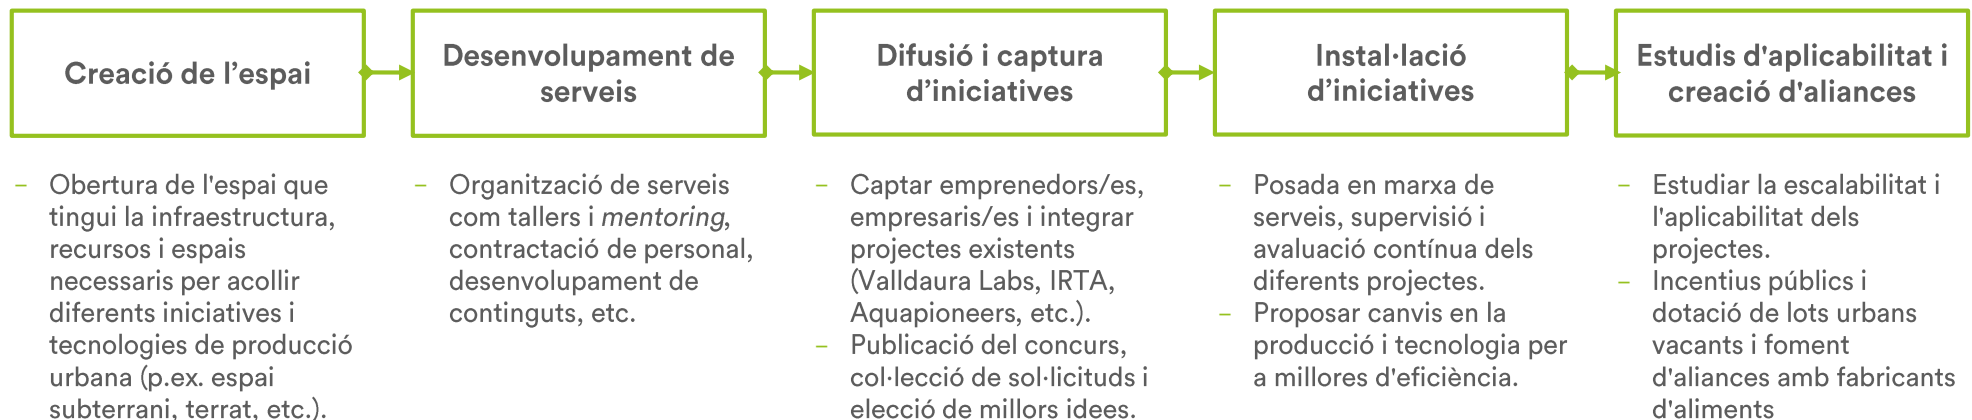 Creació de l’espai
Desenvolupament de
serveis
Difusió i captura
d’iniciatives
Instal·lació
d’iniciatives
Estudis d'aplicabilitat i
creació d'aliances
– Obertura de l'espai que
tingui la infraestructura,
recursos i espais
necessaris per acollir
diferents iniciatives i
tecnologies de producció
urbana (p.ex. espai
subterrani, terrat, etc.).
– Organització de serveis
com tallers i mentoring,
contractació de personal,
desenvolupament de
continguts, etc.
– Captar emprenedors/es,
empresaris/es i integrar
projectes existents
(Valldaura Labs, IRTA,
Aquapioneers, etc.).
– Publicació del concurs,
col·lecció de sol·licituds i
elecció de millors idees.
– Posada en marxa de
serveis, supervisió i
avaluació contínua dels
diferents projectes.
– Proposar canvis en la
producció i tecnologia per
a millores d'eficiència.
– Estudiar la escalabilitat i
l'aplicabilitat dels
projectes.
– Incentius públics i
dotació de lots urbans
vacants i foment
d'aliances amb fabricants
d'aliments